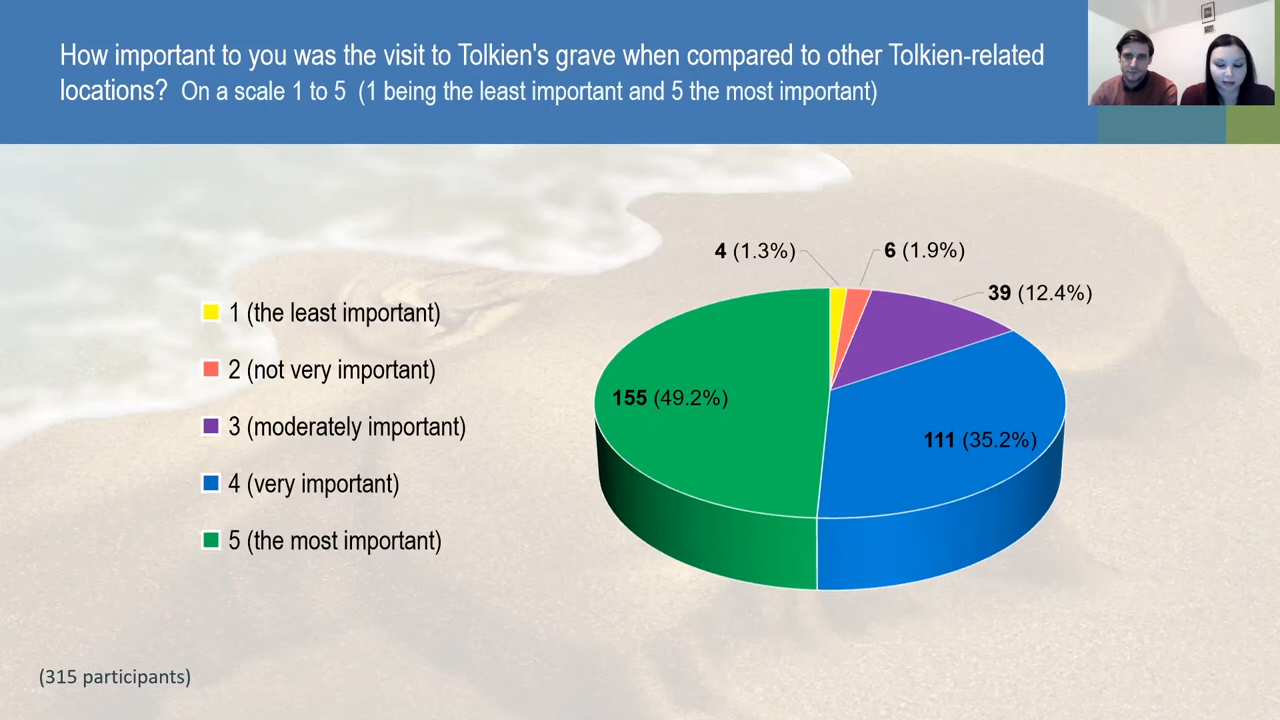 How important to you was the visit to Tolkien's grave when compared to other Tolkien-related
locations? On a scale 1 to 5 (1 being the least important and 5 the most important)
4 (1.3%)
6 (1.9%)
39 (12.4%)
1 (the least important)
2 (not very important)
155 (49.2%)
3 (moderately important)
111 (35.2%)
4 (very important)
5 (the most important)
(315 participants)